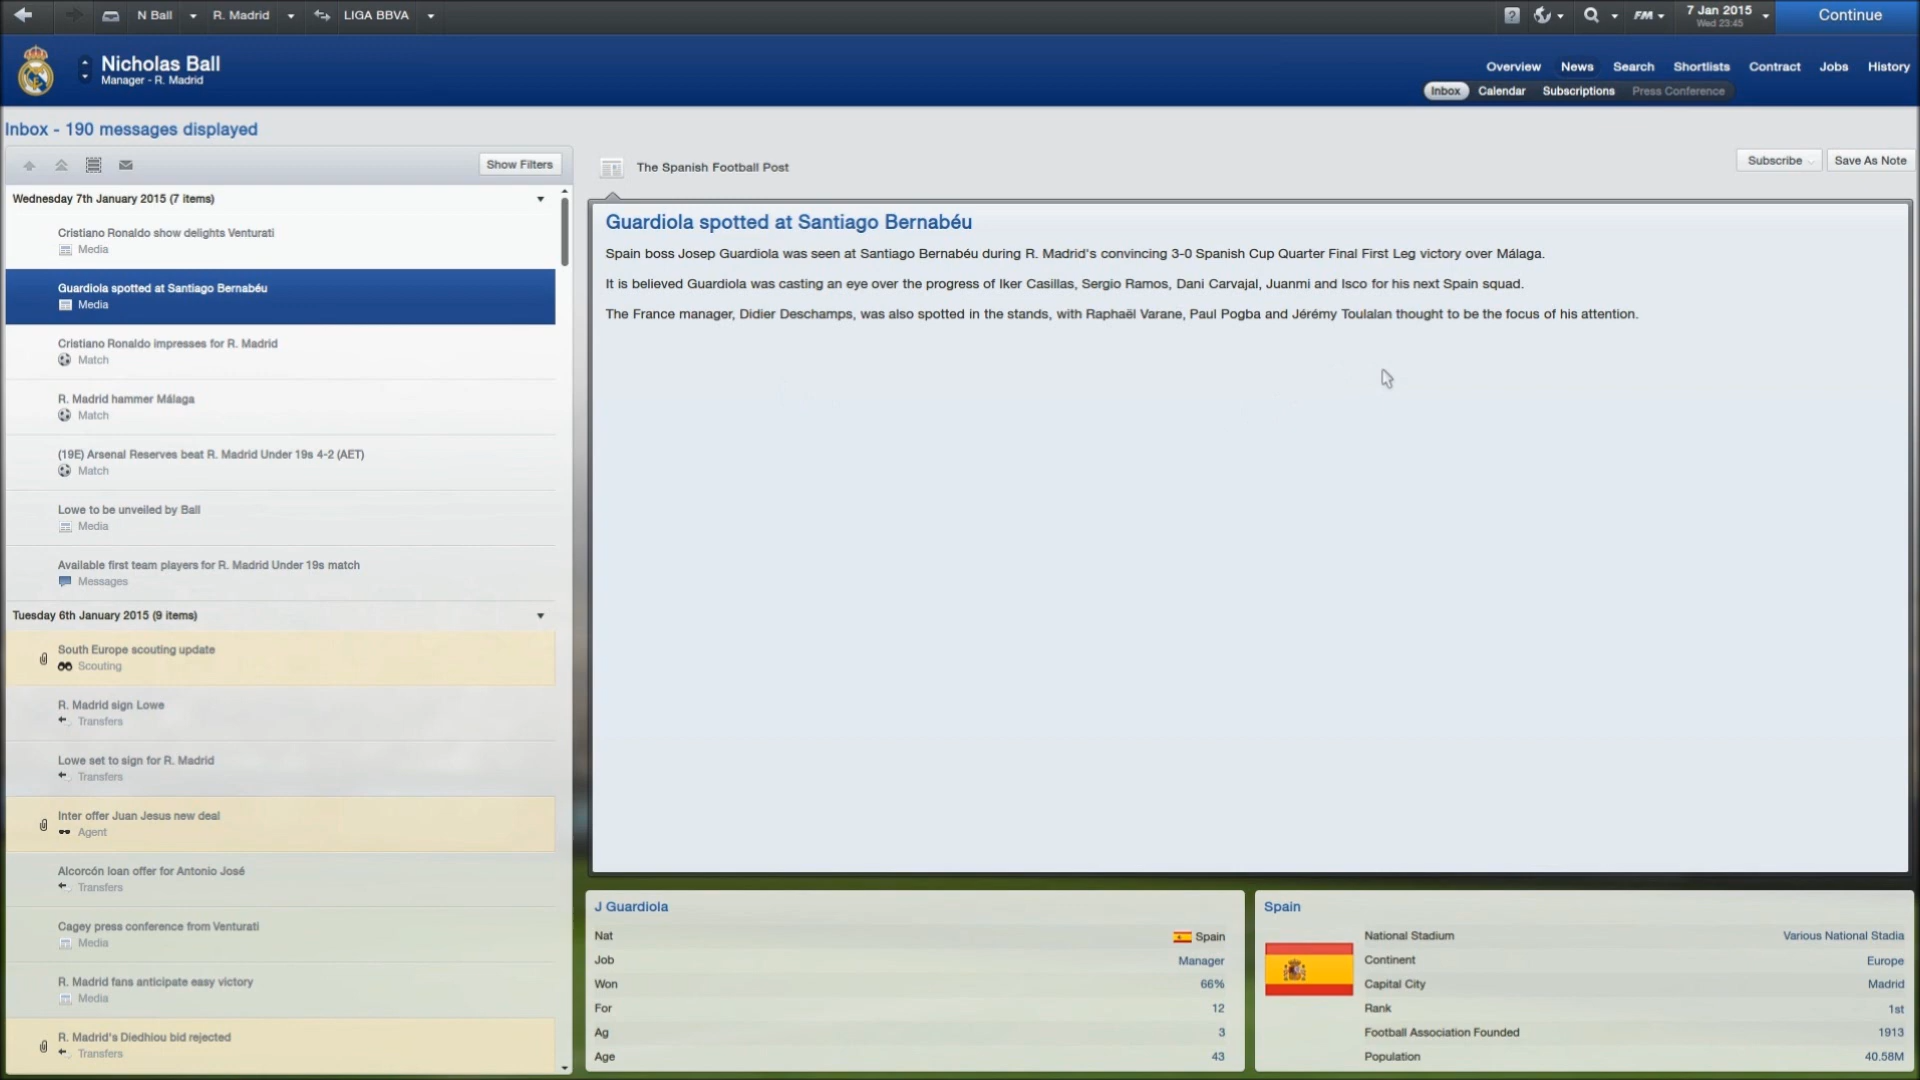 N Ball
R. Madrid
LIGA BBVA
FM
7 Jan 2015
Wed 23:45
Continue
Nicholas Ball
Manager - R. Madrid
Overview News Search Shortlists Contract Jobs History
Inbox Calendar Subscriptions Press Conference
Inbox - 190 messages displayed
Show Filters
The Spanish Football Post
Subscribe
Save As Note
Wednesday 7th January 2015 (7 items)
Cristiano Ronaldo show delights Venturati
Media
Guardiola spotted at Santiago Bernabéu
Media
Cristiano Ronaldo impresses for R. Madrid
Match
R. Madrid hammer Málaga
Match
(19E) Arsenal Reserves beat R. Madrid Under 19s 4-2 (AET)
Match
Lowe to be unveiled by Ball
Media
Available first team players for R. Madrid Under 19s match
Messages
Tuesday 6th January 2015 (9 items)
South Europe scouting update
Scouting
R. Madrid sign Lowe
Transfers
Lowe set to sign for R. Madrid
Transfers
Inter offer Juan Jesus new deal
Agent
Alcorcón loan offer for Antonio José
Transfers
Cagey press conference from Venturati
Media
R. Madrid fans anticipate easy victory
Media
R. Madrid's Diedhiou bid rejected
Transfers
Guardiola spotted at Santiago Bernabéu
Spain boss Josep Guardiola was seen at Santiago Bernabéu during R. Madrid's convincing 3-0 Spanish Cup Quarter Final First Leg victory over Málaga.
It is believed Guardiola was casting an eye over the progress of Iker Casillas, Sergio Ramos, Dani Carvajal, Juanmi and Isco for his next Spain squad.
The France manager, Didier Deschamps, was also spotted in the stands, with Raphaël Varane, Paul Pogba and Jérémy Toulalan thought to be the focus of his attention.
J Guardiola
Nat Spain
Job Manager
Won 66%
For 12
Ag 3
Age 43
Spain
National Stadium Various National Stadia
Continent Europe
Capital City Madrid
Rank 1st
Football Association Founded 1913
Population 40.58M